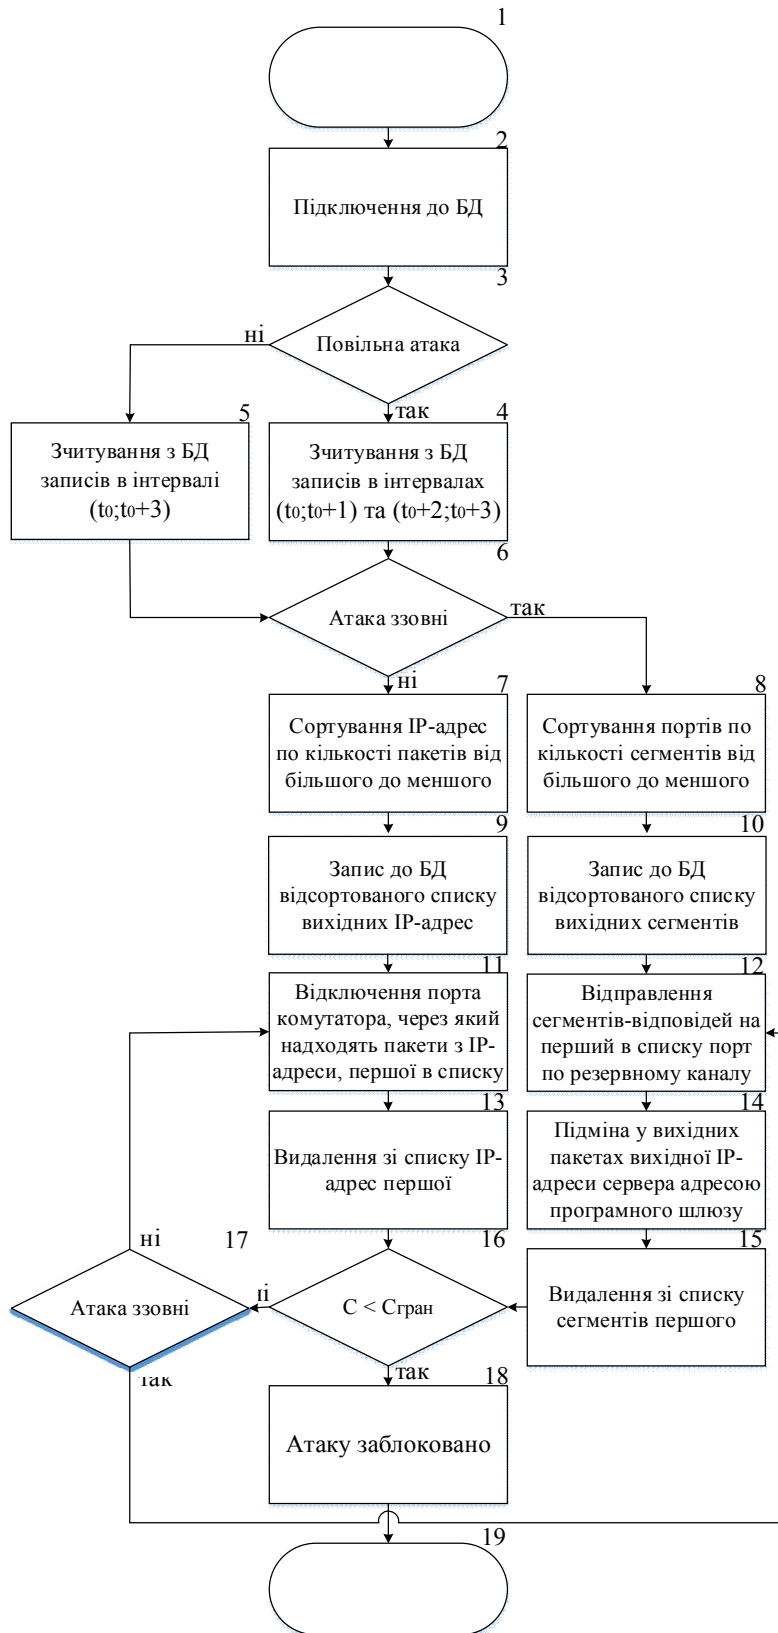 1
2
Підключення до БД
3
ні
Повільна атака
так
5
4
Зчитування з БД
записів в інтервалі
(t0;t0+3)
Зчитування з БД
записів в інтервалах
(t0;t0+1) та (t0+2;t0+3)
6
Атака ззовні
так
ні
7
8
Сортування IP-адрес
по кількості пакетів від
більшого до меншого
Сортування портів по
кількості сегментів від
більшого до меншого
9
10
Запис до БД
відсортованого списку
вихідних IP-адрес
Запис до БД
відсортованого списку
вихідних сегментів
11
12
Відключення порта
комутатора, через який
надходять пакети з IP-
адреси, першої в списку
Відправлення
сегментів-відповідей на
перший в списку порт
по резервному каналу
13
14
Видалення зі списку IP-
адрес першої
Підміна у вихідних
пакетах вихідної IP-
адреси сервера адресою
програмного шлюзу
ні
17
16
15
Атака ззовні
ні
C < Cгран
Видалення зі списку
сегментів першого
так
так
18
Атаку заблоковано
19